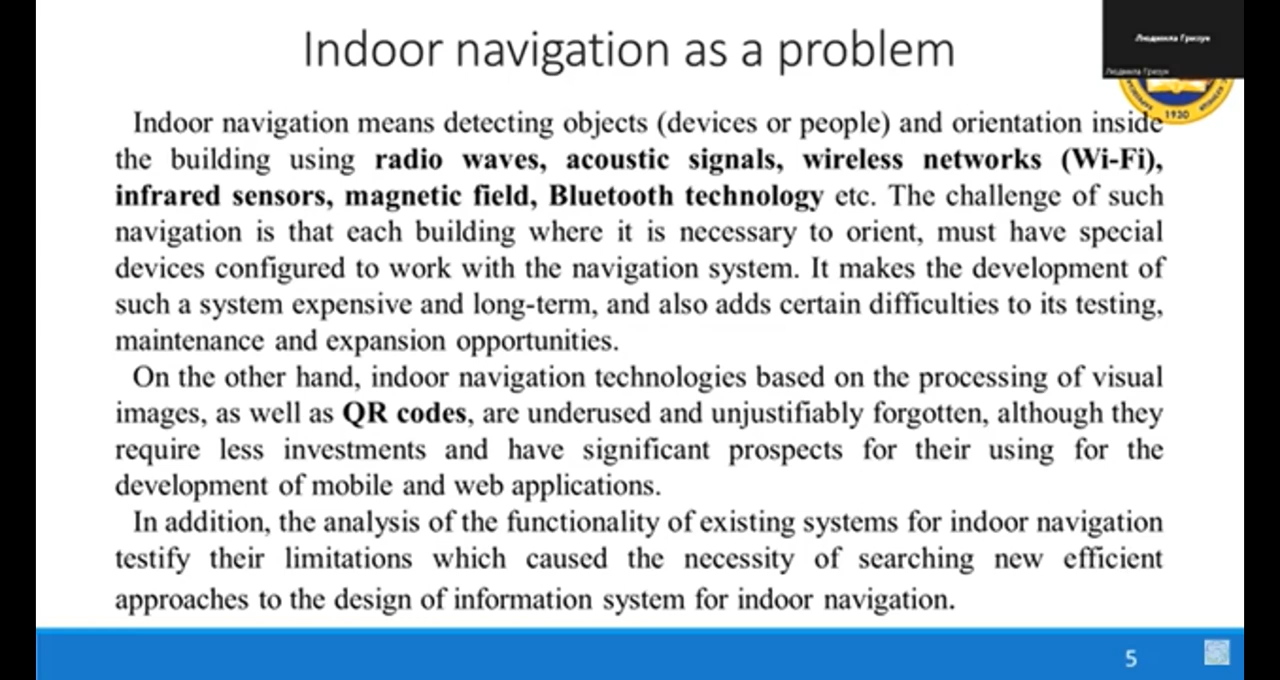 Indoor navigation as a problem
Людмила Гризун
Людмила Гризун
1930
Indoor navigation means detecting objects (devices or people) and orientation inside
the building using radio waves, acoustic signals, wireless networks (Wi-Fi),
infrared sensors, magnetic field, Bluetooth technology etc. The challenge of such
navigation is that each building where it is necessary to orient, must have special
devices configured to work with the navigation system. It makes the development of
such a system expensive and long-term, and also adds certain difficulties to its testing,
maintenance and expansion opportunities.
On the other hand, indoor navigation technologies based on the processing of visual
images, as well as QR codes, are underused and unjustifiably forgotten, although they
require less investments and have significant prospects for their using for the
development of mobile and web applications.
In addition, the analysis of the functionality of existing systems for indoor navigation
testify their limitations which caused the necessity of searching new efficient
approaches to the design of information system for indoor navigation.
5